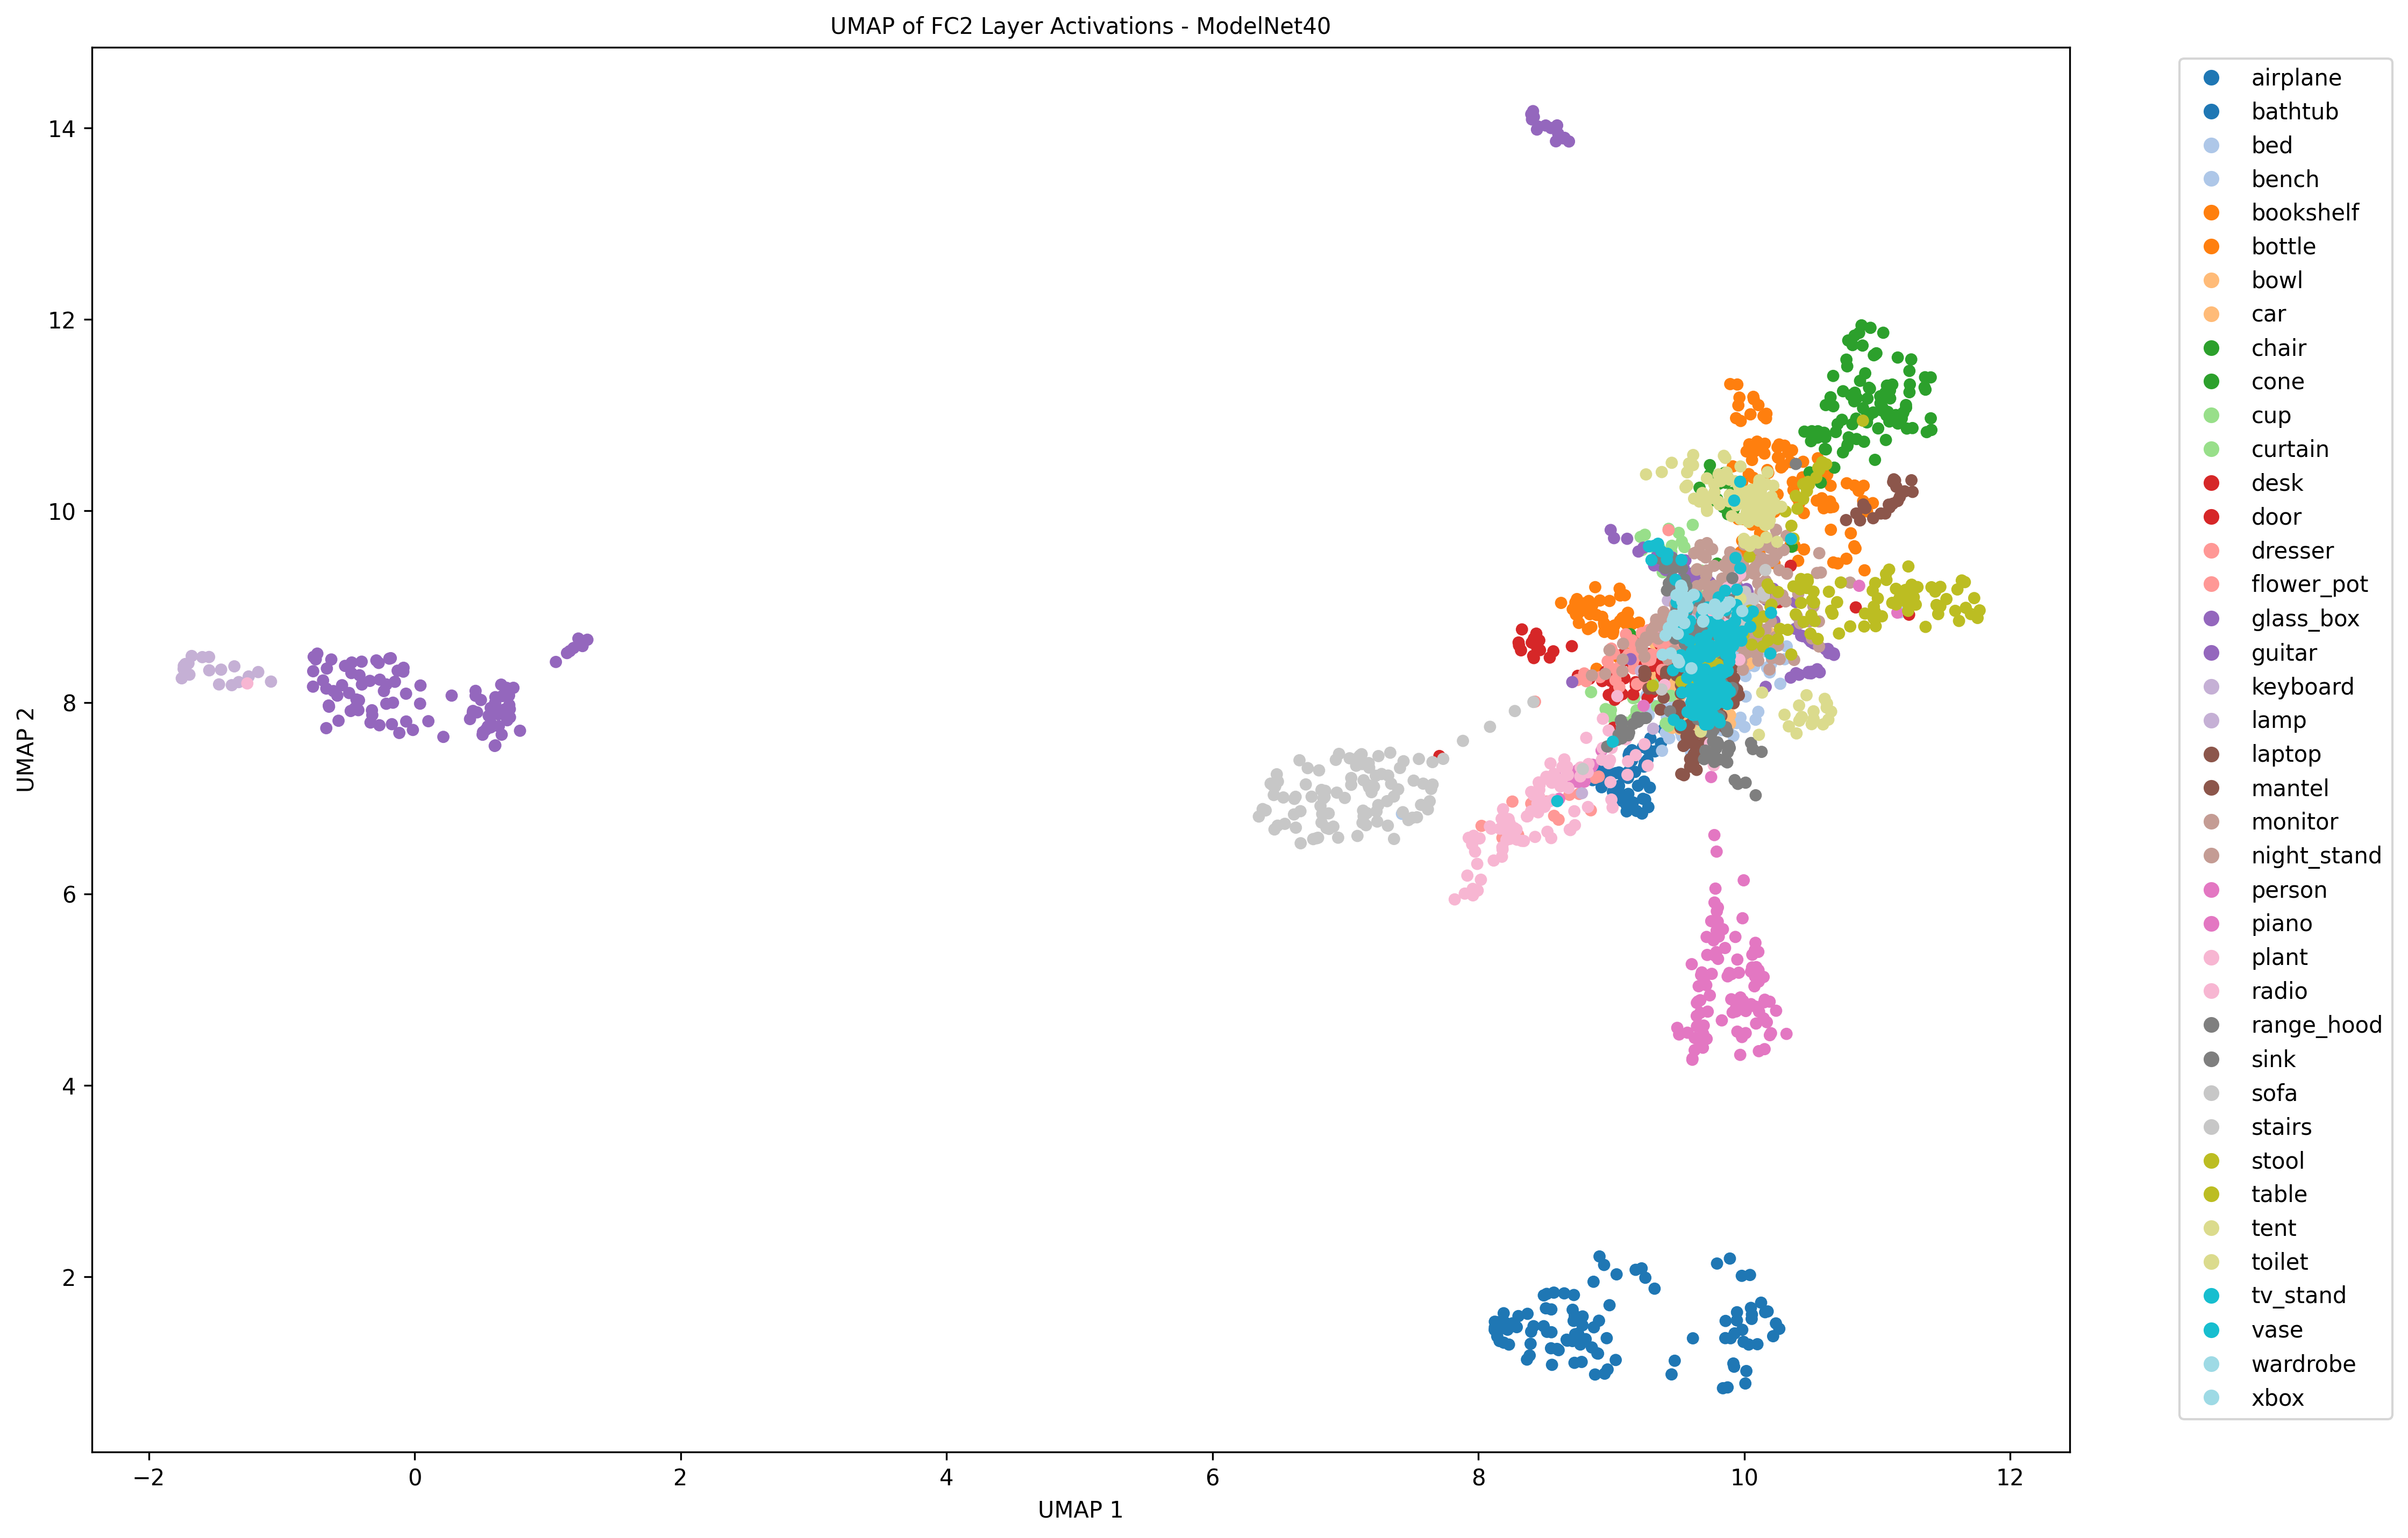 UMAP of FC2 Layer Activations - ModelNet40
14
12
10
8
6
4
2
UMAP 2
−2
0
2
4
6
8
10
12
UMAP 1
airplane
bathtub
bed
bench
bookshelf
bottle
bowl
car
chair
cone
cup
curtain
desk
door
dresser
flower_pot
glass_box
guitar
keyboard
lamp
laptop
mantel
monitor
night_stand
person
piano
plant
radio
range_hood
sink
sofa
stairs
stool
table
tent
toilet
tv_stand
vase
wardrobe
xbox